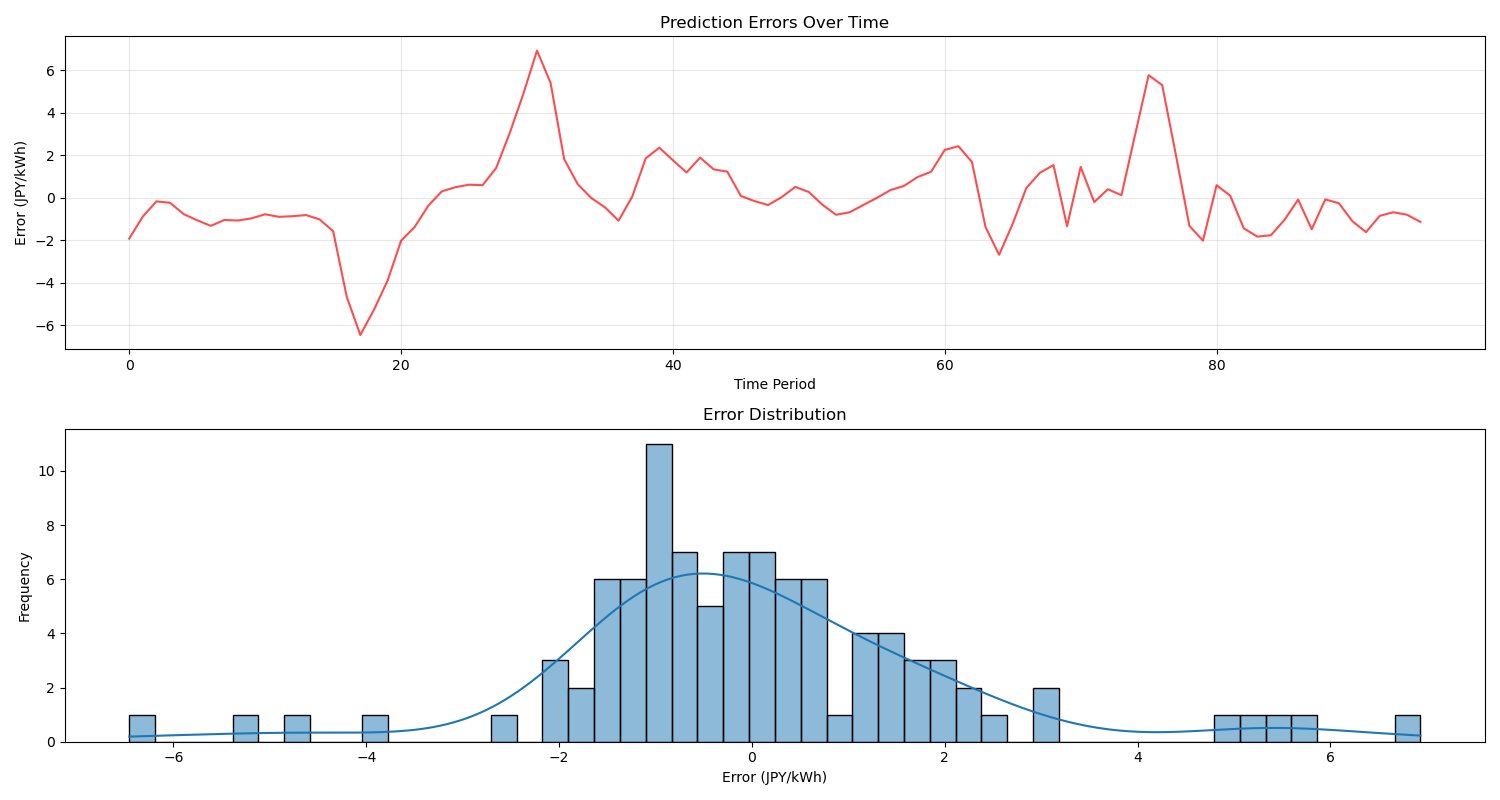 Prediction Errors Over Time
Error (JPY/kWh)
6
4
2
0
−2
−4
−6
0 20 40 60 80
Time Period
Error Distribution
Frequency
10
8
6
4
2
0
−6 −4 −2 0 2 4 6
Error (JPY/kWh)